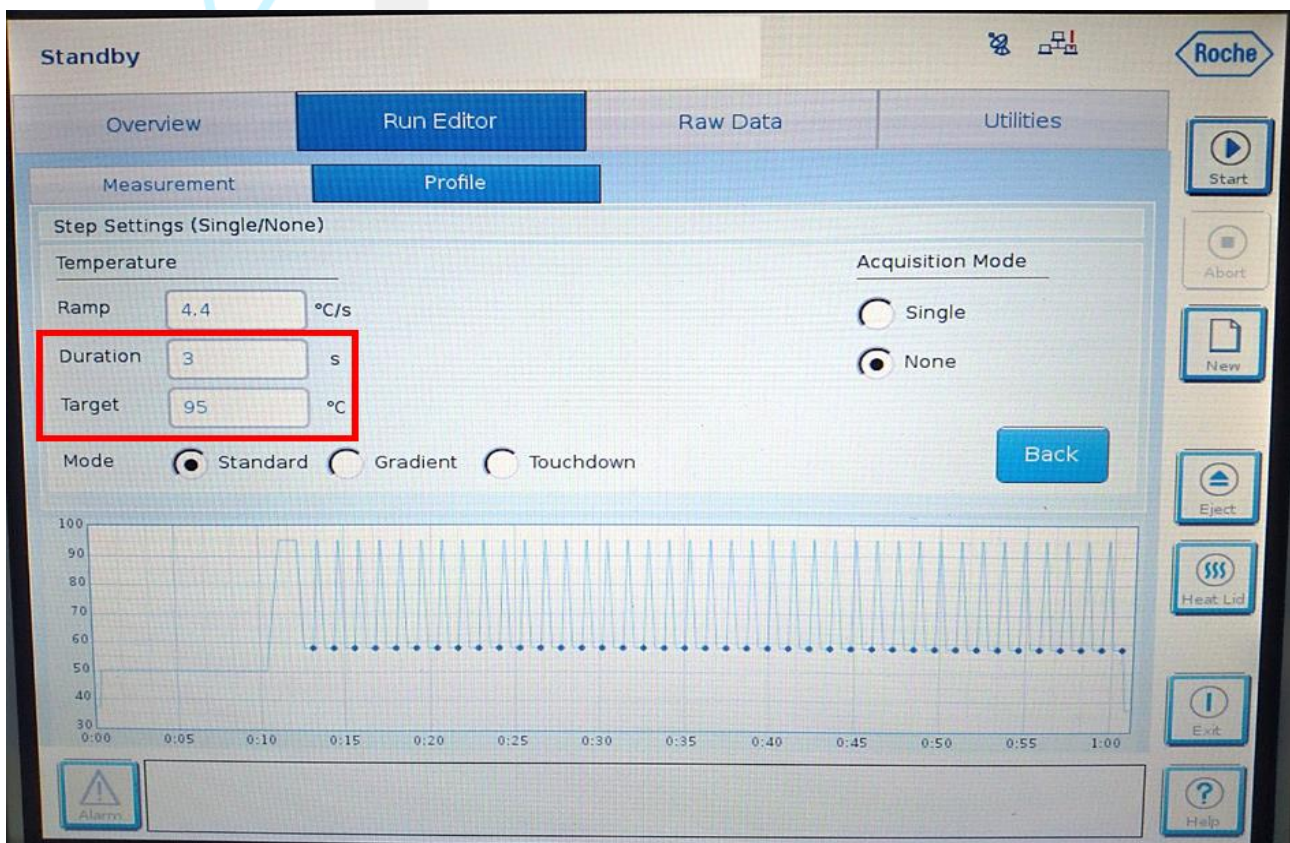 Standby
Roche
Overview Run Editor Raw Data Utilities
Start
Measurement Profile
Step Settings (Single/None)
Temperature Acquisition Mode
Abort
Ramp 4.4 °C/s Single
Duration 3 s None
New
Target 95 °C
Mode Standard Gradient Touchdown Back
Eject
100
90
80
70
60
50
40
30
Heat Lid
0:00 0:05 0:10 0:15 0:20 0:25 0:30 0:35 0:40 0:45 0:50 0:55 1:00
Exit
Alarm
Help